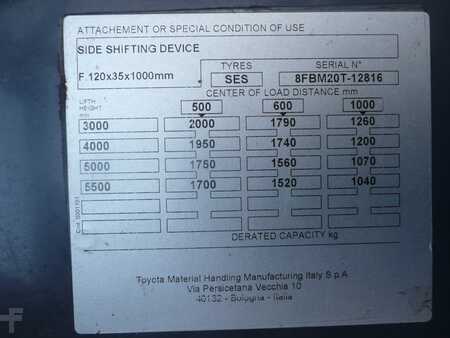 ATTACHEMENT OR SPECIAL CONDITION OF USE
SIDE SHIFTING DEVICE
F 120x35x1000mm
TYRES SERIAL N°
SES 8FBM20T-12816
LIFTH HEIGHT mm CENTER OF LOAD DISTANCE mm
500 600 1000
3000 2000 1790 1260
4000 1950 1740 1200
5000 1750 1560 1070
5500 1700 1520 1040
DERATED CAPACITY kg
Toyota Material Handling Manufacturing Italy S.p.A
Via Persicetana Vecchia 10
40132 - Bologna - Italia